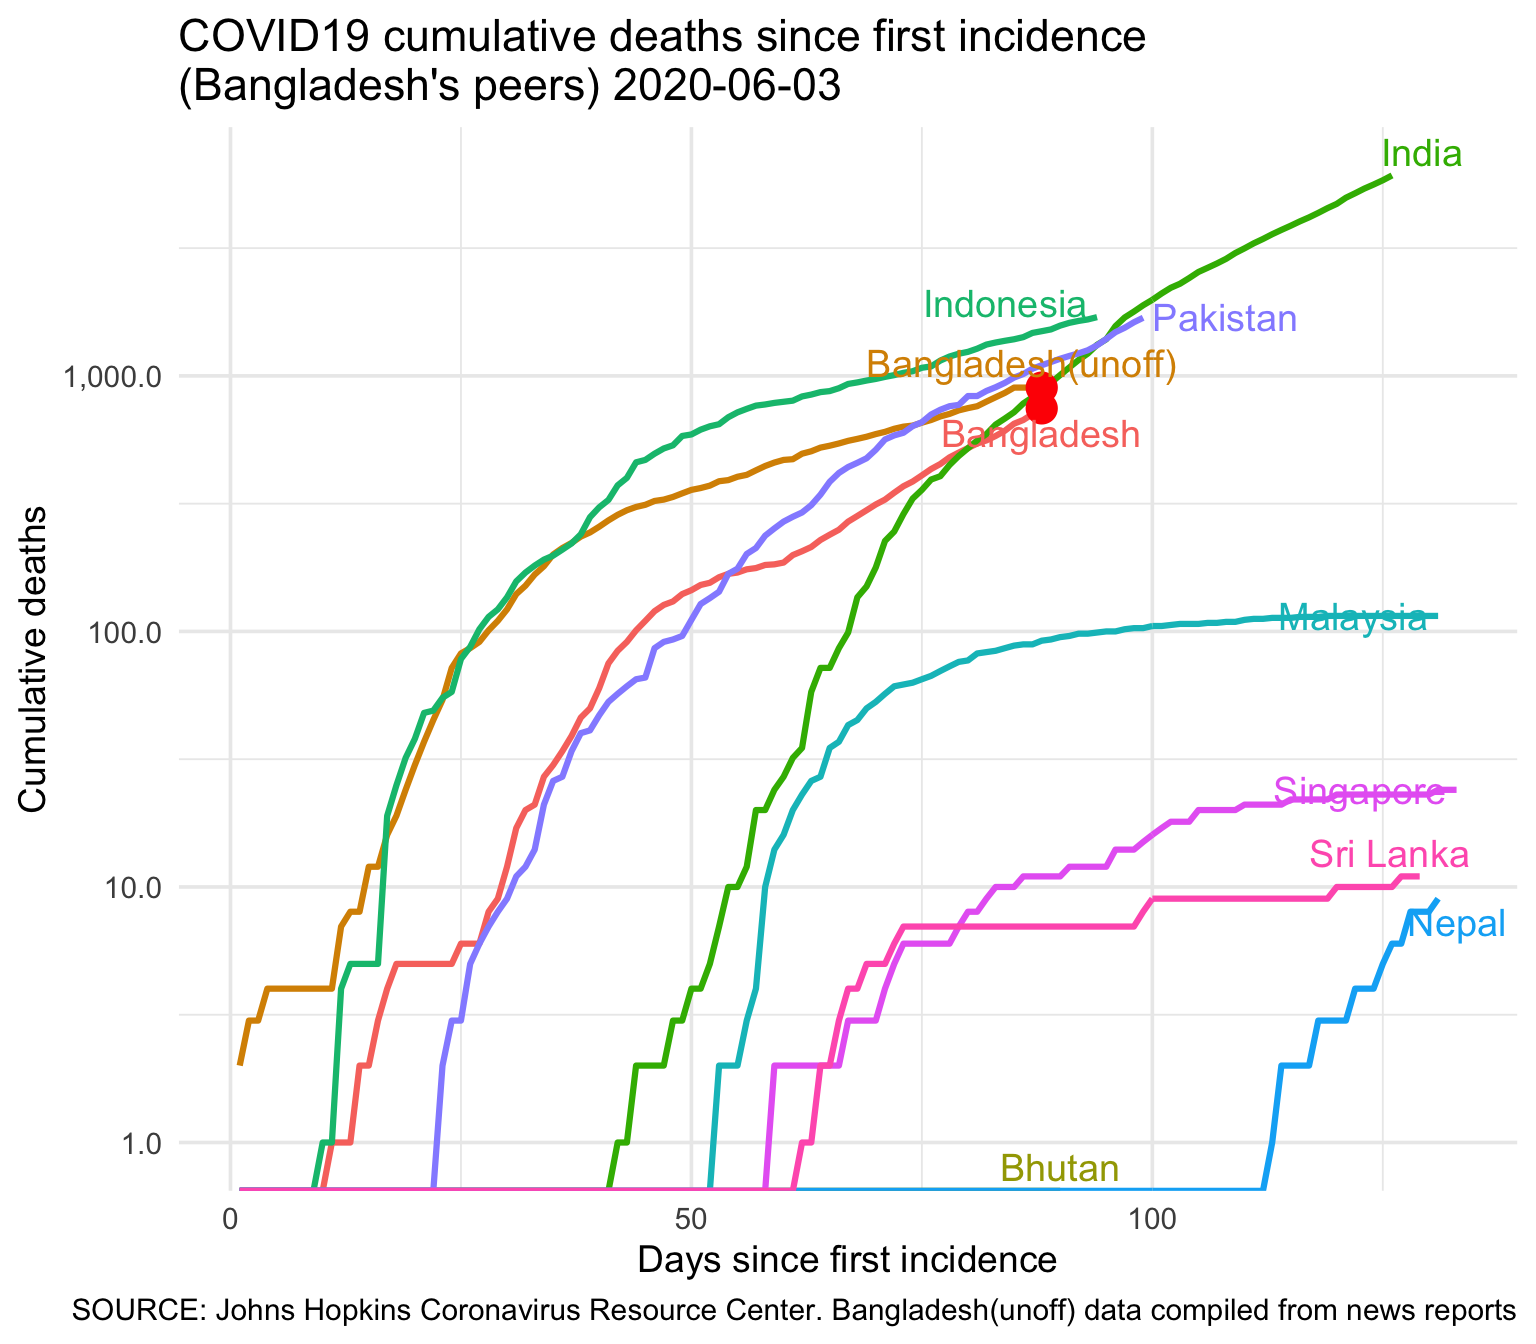 COVID19 cumulative deaths since first incidence
(Bangladesh's peers) 2020-06-03
India
Indonesia
Pakistan
Bangladesh(unoff)
Bangladesh
Malaysia
Singapore
Sri Lanka
Nepal
Bhutan
Cumulative deaths
1,000.0
100.0
10.0
1.0
0
50
100
Days since first incidence
SOURCE: Johns Hopkins Coronavirus Resource Center. Bangladesh(unoff) data compiled from news reports